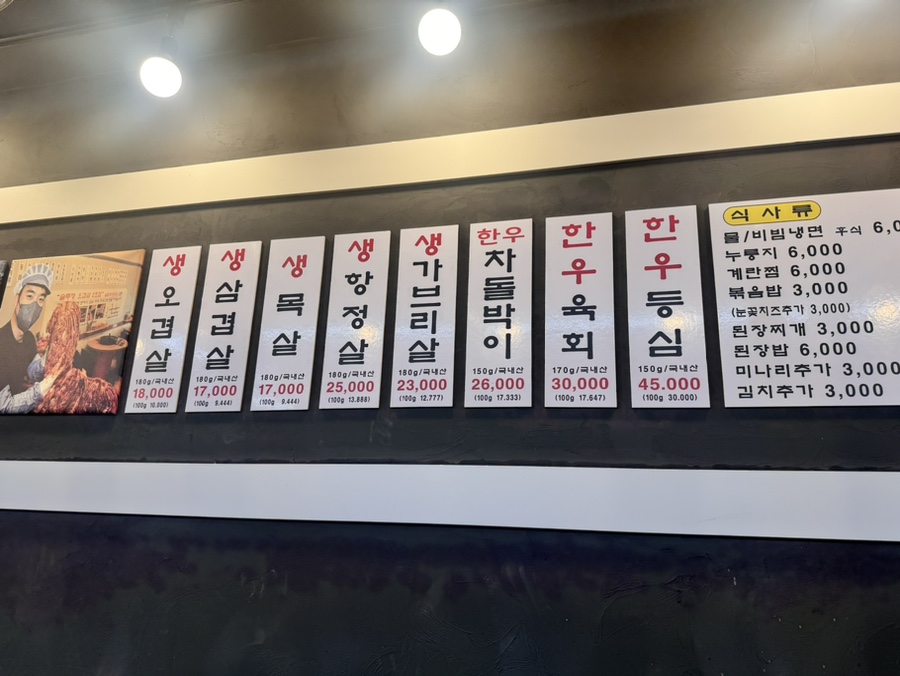 생오겹살
180g/국내산
18,000
(100g 10.000)
생삼겹살
180g/국내산
17,000
(100g 9.444)
생목살
180g/국내산
17,000
(100g 9.444)
생항정살
180g/국내산
25,000
(100g 13.888)
생가브리살
180g/국내산
23,000
(100g 12.777)
한우차돌박이
150g/국내산
26,000
(100g 17.333)
한우육회
170g/국내산
30,000
(100g 17.647)
한우등심
150g/국내산
45,000
(100g 30.000)
식사류
물/비빔냉면 후식 6,0
누룽지 6,000
계란찜 6,000
볶음밥 3,000
(눈꽃치즈추가 3,000)
된장찌개 3,000
된장밥 6,000
미나리추가 3,000
김치추가 3,000